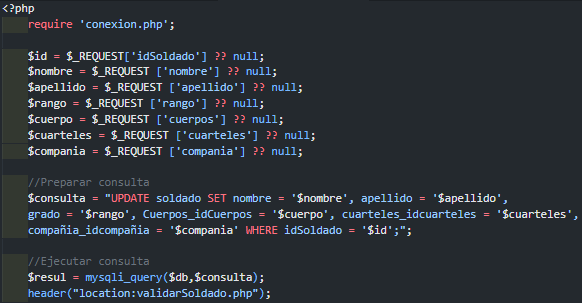 <?php
require 'conexion.php';
$id = $_REQUEST['idSoldado'] ?? null;
$nombre = $_REQUEST ['nombre'] ?? null;
$apellido = $_REQUEST ['apellido'] ?? null;
$rango = $_REQUEST ['rango'] ?? null;
$cuerpo = $_REQUEST ['cuerpos'] ?? null;
$cuarteles = $_REQUEST ['cuarteles'] ?? null;
$compania = $_REQUEST ['compania'] ?? null;
//Preparar consulta
$consulta = "UPDATE soldado SET nombre = '$nombre', apellido = '$apellido',
grado = '$rango', Cuerpos_idCuerpos = '$cuerpo', cuarteles_idcuarteles = '$cuarteles',
compañia_idcompañia = '$compania' WHERE idSoldado = '$id';";
//Ejecutar consulta
$resul = mysqli_query($db,$consulta);
header("location:validarSoldado.php");